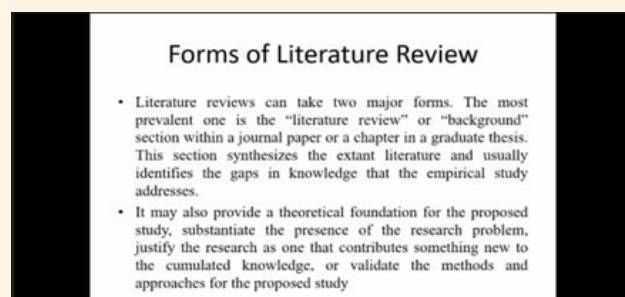 Forms of Literature Review
• Literature reviews can take two major forms. The most
prevalent one is the “literature review” or “background”
section within a journal paper or a chapter in a graduate thesis.
This section synthesizes the extant literature and usually
identifies the gaps in knowledge that the empirical study
addresses.
• It may also provide a theoretical foundation for the proposed
study, substantiate the presence of the research problem,
justify the research as one that contributes something new to
the cumulated knowledge, or validate the methods and
approaches for the proposed study